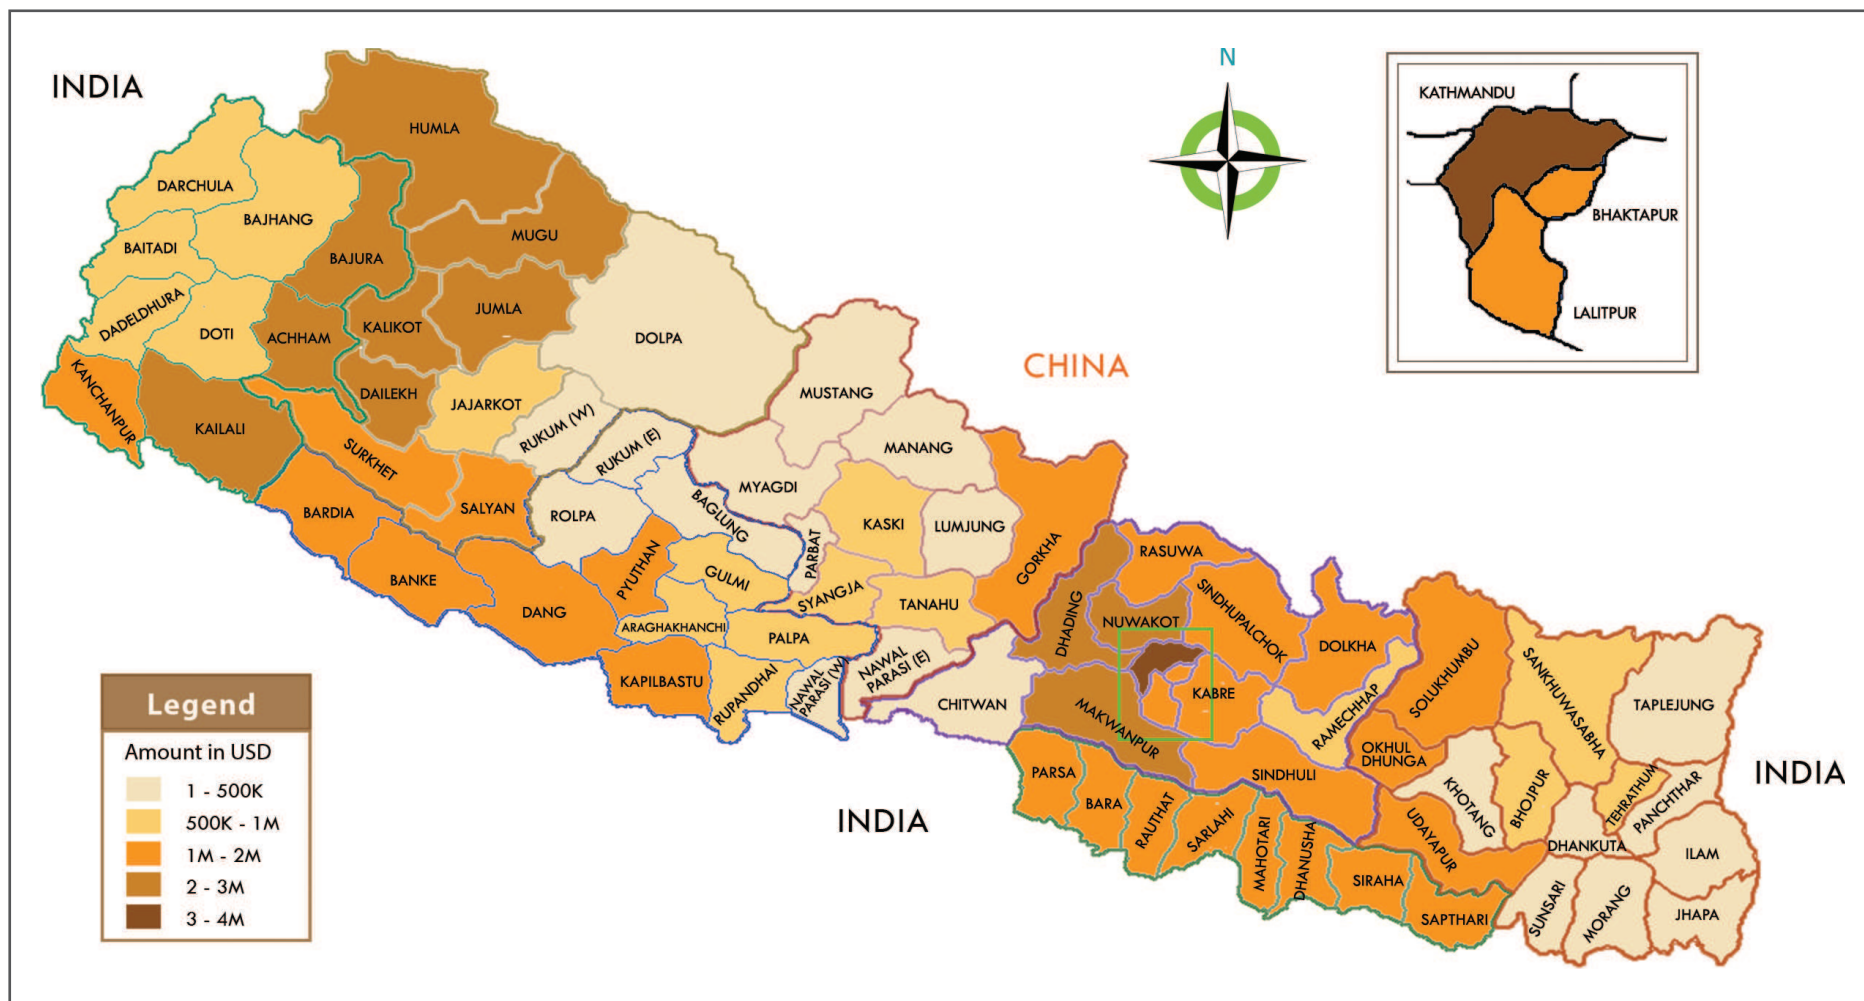 INDIA
N
KATHMANDU
BHAKTAPUR
LALITPUR
HUMLA
DARCHULA
BAJHANG
BAITADI
BAJURA
MUGU
DADELDHURA
DOTI
ACHHAM
KALIKOT
JUMLA
DOLPA
CHINA
KANCHANPUR
KAILALI
DAILEKH
JAJARKOT
MUSTANG
RUKUM (W)
RUKUM (E)
MANANG
SURKHET
MYAGDI
BARDIA
SALYAN
ROLPA
BAGLUNG
KASKI
LUMJUNG
GORKHA
PARBAT
RASUWA
BANKE
PYUTHAN
GULMI
SYANGJA
TANAHU
DHADING
NUWAKOT
SINDHUPALCHOK
DANG
ARAGHAKHANCHI
PALPA
DOLKHA
SOLUKHUMBU
SANKHUWASABHA
KAPILBASTU
RUPANDHAI
NAWAL
PARASI (W)
NAWAL
PARASI (E)
CHITWAN
KABRE
RAMECHHAP
TAPLEJUNG
MAKWANPUR
OKHUL
DHUNGA
PARSA
SINDHULI
INDIA
BARA
RAUTHAT
SARLAHI
MAHOTARI
DHANUSHA
SIRAHA
SAPTHARI
UDAYAPUR
KHOTANG
BHOJPUR
TEHRATHUM
PANCHTHAR
DHANKUTA
ILAM
SUNSARI
MORANG
JHAPA
INDIA
Legend
Amount in USD
1 - 500K
500K - 1M
1M - 2M
2 - 3M
3 - 4M